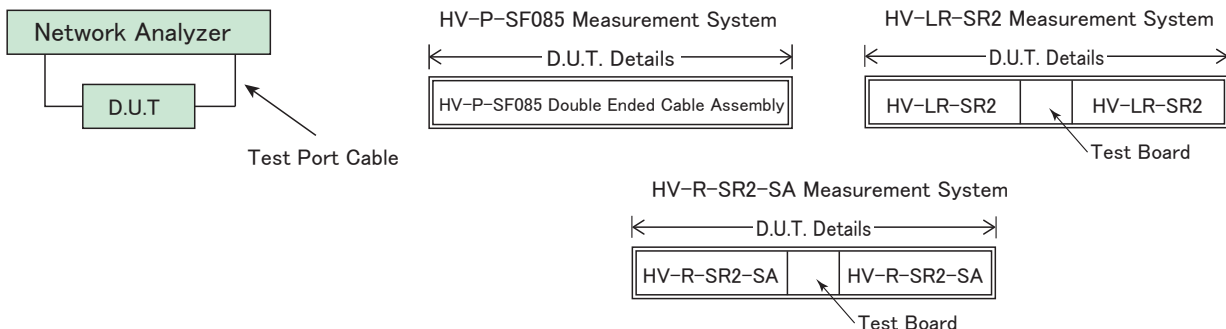 Network Analyzer
D.U.T
Test Port Cable
HV-P-SF085 Measurement System
D.U.T. Details
HV-P-SF085 Double Ended Cable Assembly
HV-LR-SR2 Measurement System
D.U.T. Details
HV-LR-SR2
HV-LR-SR2
Test Board
HV-R-SR2-SA Measurement System
D.U.T. Details
HV-R-SR2-SA
HV-R-SR2-SA
Test Board